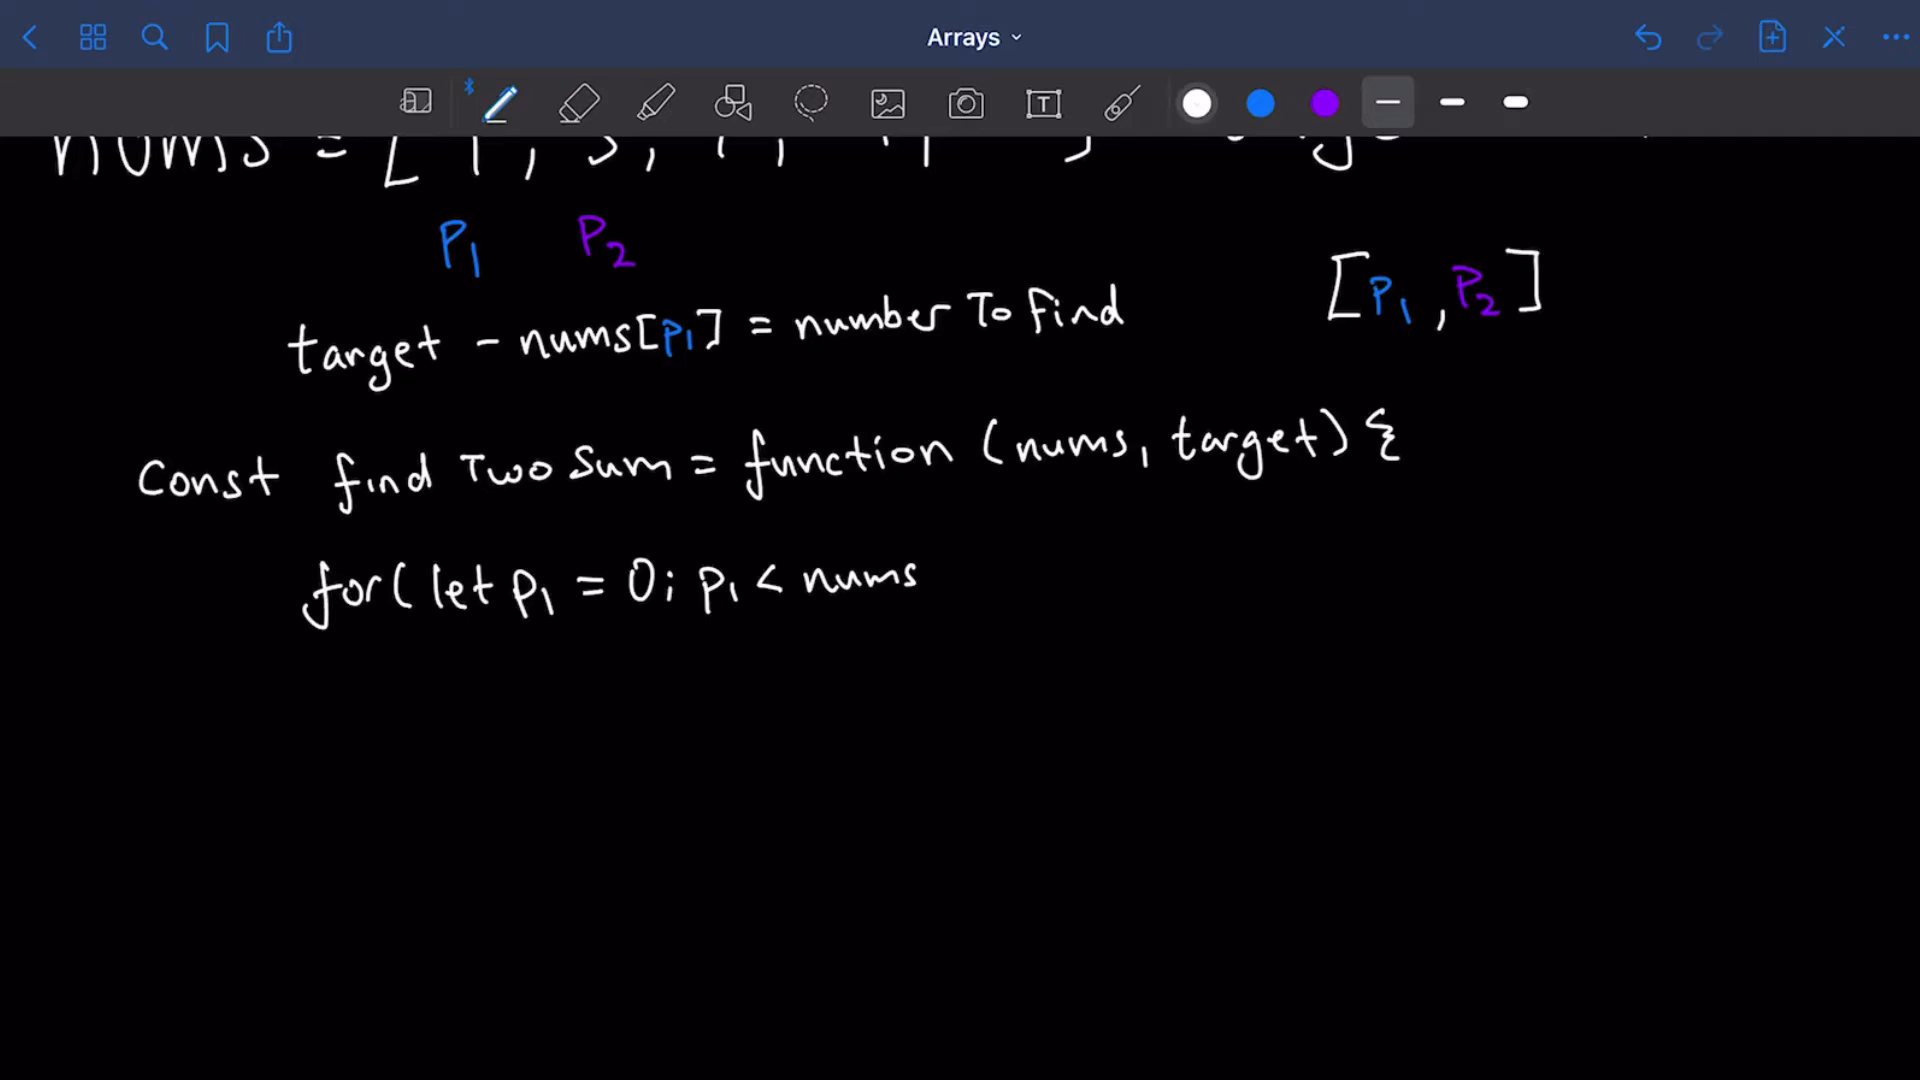 Arrays
nums = [
P1 P2
[P1, P2]
target - nums[P1] = number To find
Const find Two Sum = function (nums, target) {
for( let P1 = 0; P1 < nums